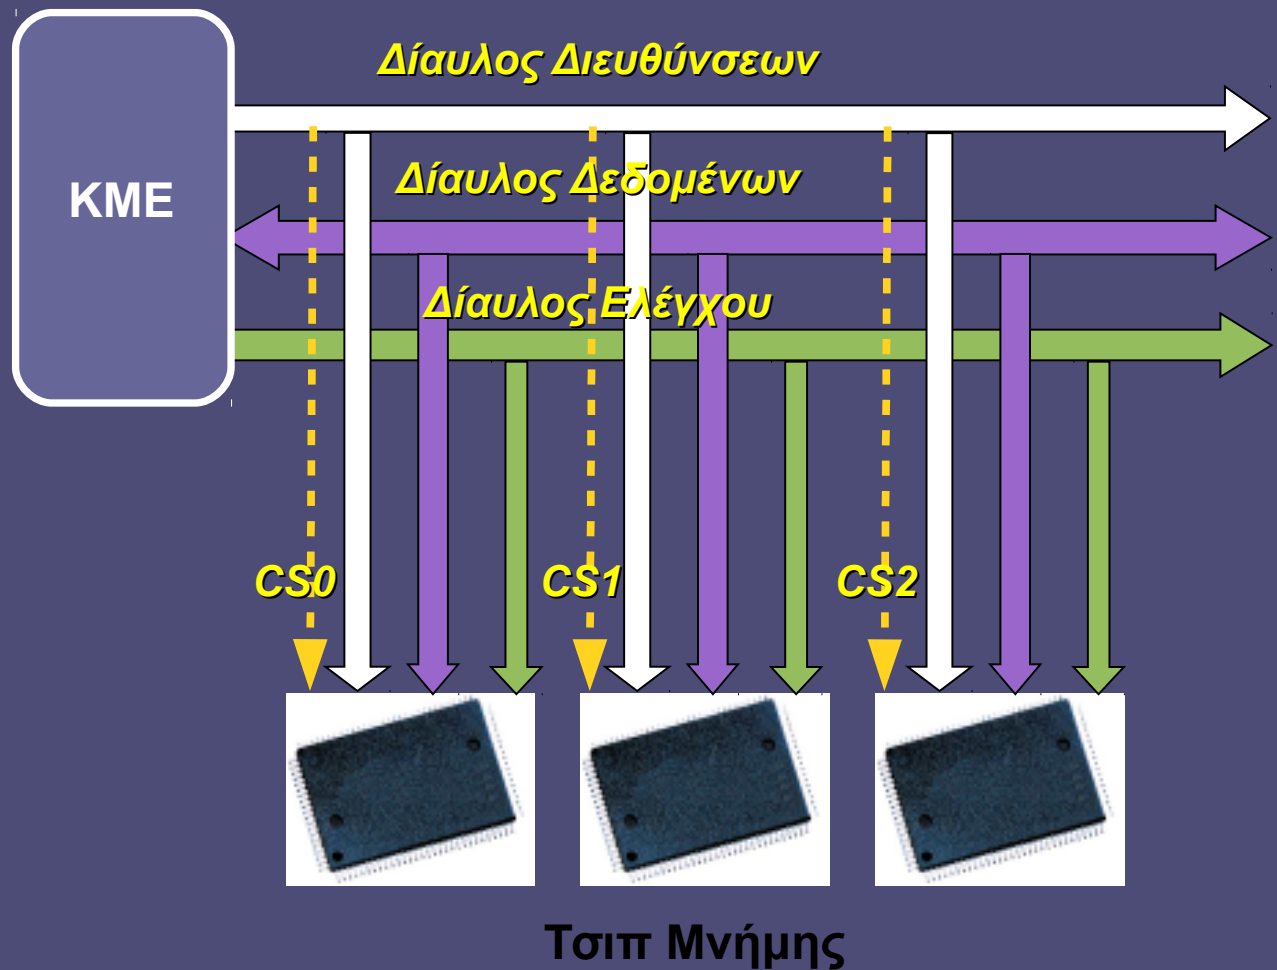 Δίαυλος Διευθύνσεων
ΚΜΕ
Δίαυλος Δεδομένων
Δίαυλος Ελέγχου
CS0
CS1
CS2
Τσιπ Μνήμης